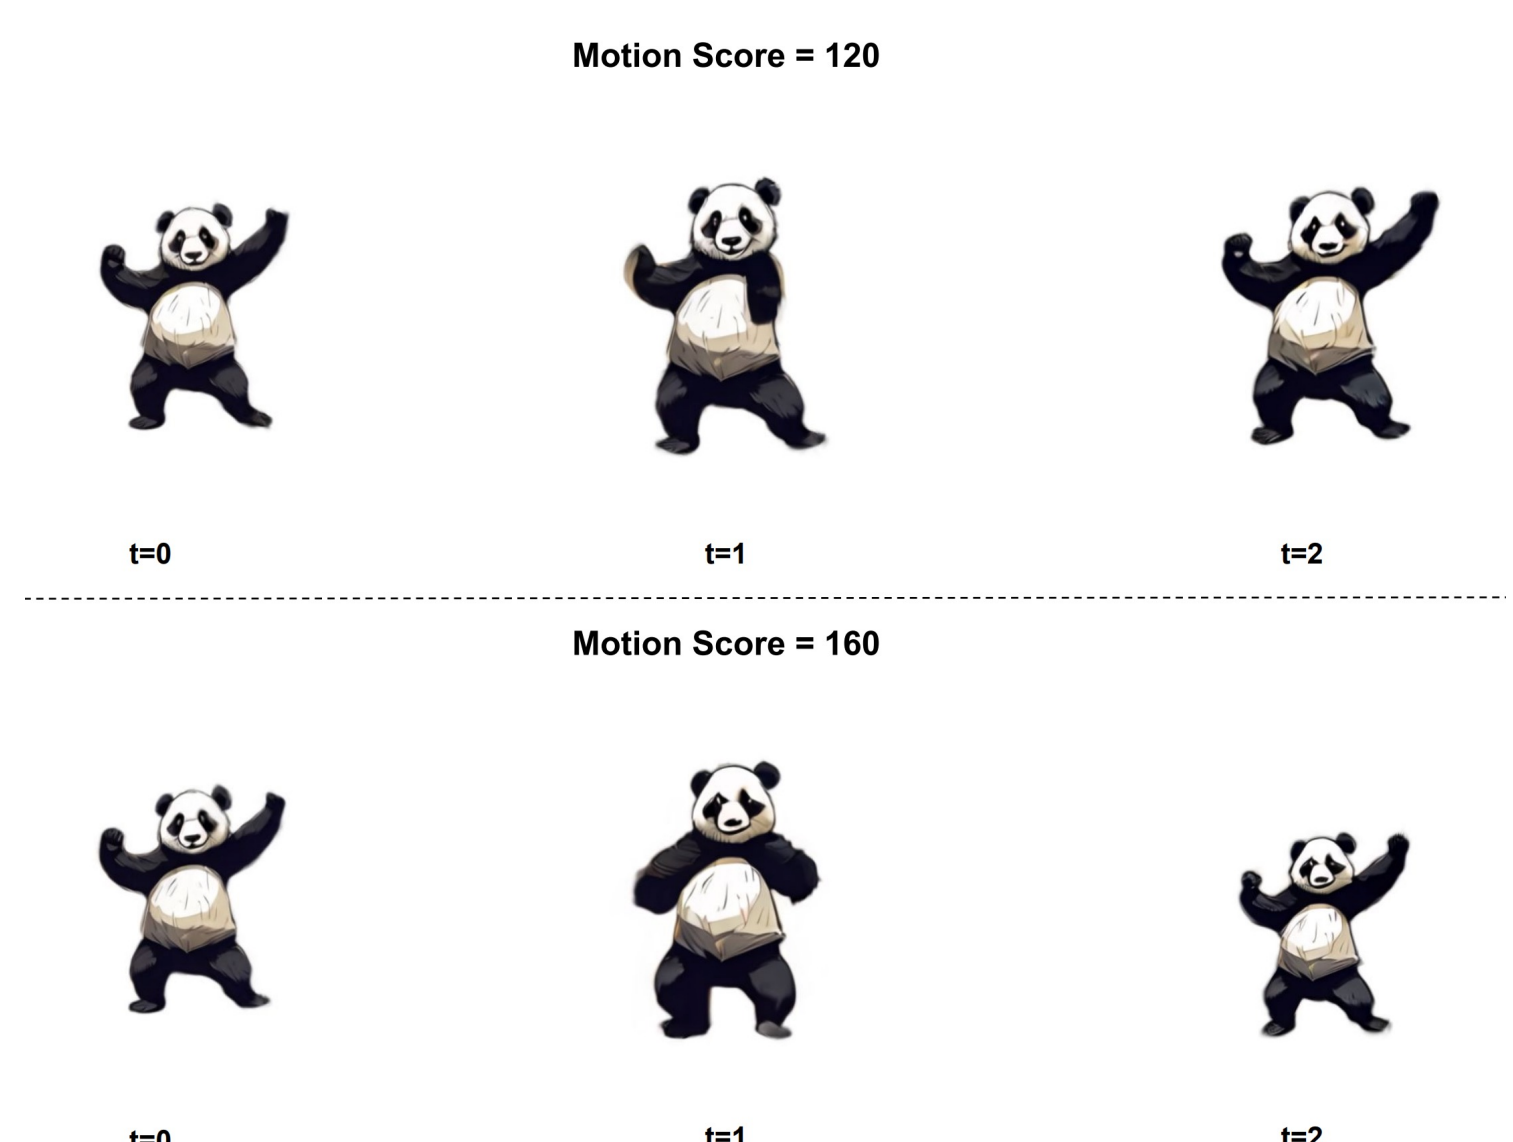 Motion Score = 120
t=0 t=1 t=2
Motion Score = 160
t=0 t=1 t=2